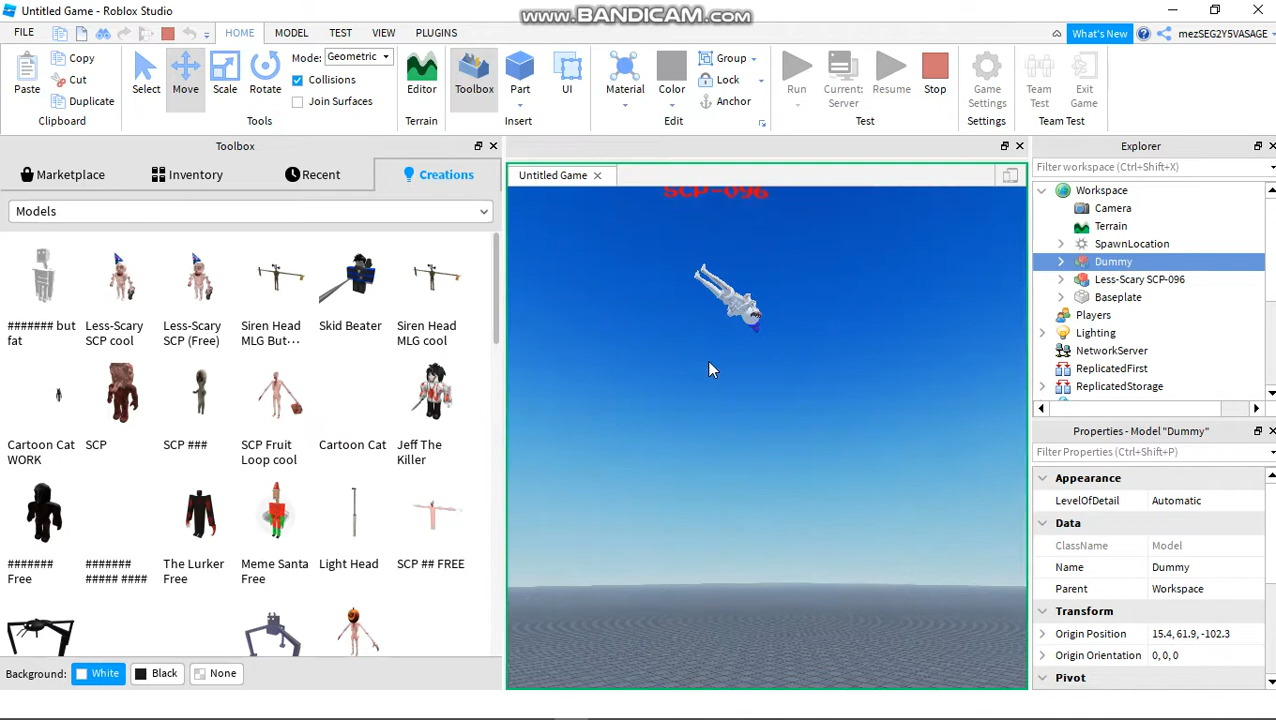 Untitled Game - Roblox Studio
www.BANDICAM.com
FILE HOME MODEL TEST VIEW PLUGINS
What's New mezSEG2Y5VASAGE
Paste
Copy
Cut
Duplicate
Clipboard
Select Move Scale Rotate
Mode: Geometric
Collisions
Join Surfaces
Tools
Editor
Terrain
Toolbox Part UI
Insert
Material Color
Group
Lock
Anchor
Edit
Run Current: Server Resume Stop
Test
Game Settings
Settings
Team Test Exit Game
Team Test
Toolbox
Marketplace Inventory Recent Creations
Models
####### but fat
Less-Scary SCP cool
Less-Scary SCP (Free)
Siren Head MLG But…
Skid Beater
Siren Head MLG cool
Cartoon Cat WORK
SCP
SCP ###
SCP Fruit Loop cool
Cartoon Cat
Jeff The Killer
####### Free
####### ##### ####
The Lurker Free
Meme Santa Free
Light Head
SCP ## FREE
Background: White Black None
Untitled Game
SCP-096
Explorer
Filter workspace (Ctrl+Shift+X)
Workspace
Camera
Terrain
SpawnLocation
Dummy
Less-Scary SCP-096
Baseplate
Players
Lighting
NetworkServer
ReplicatedFirst
ReplicatedStorage
Properties - Model "Dummy"
Filter Properties (Ctrl+Shift+P)
Appearance
LevelOfDetail Automatic
Data
ClassName Model
Name Dummy
Parent Workspace
Transform
Origin Position 15.4, 61.9, -102.3
Origin Orientation 0, 0, 0
Pivot